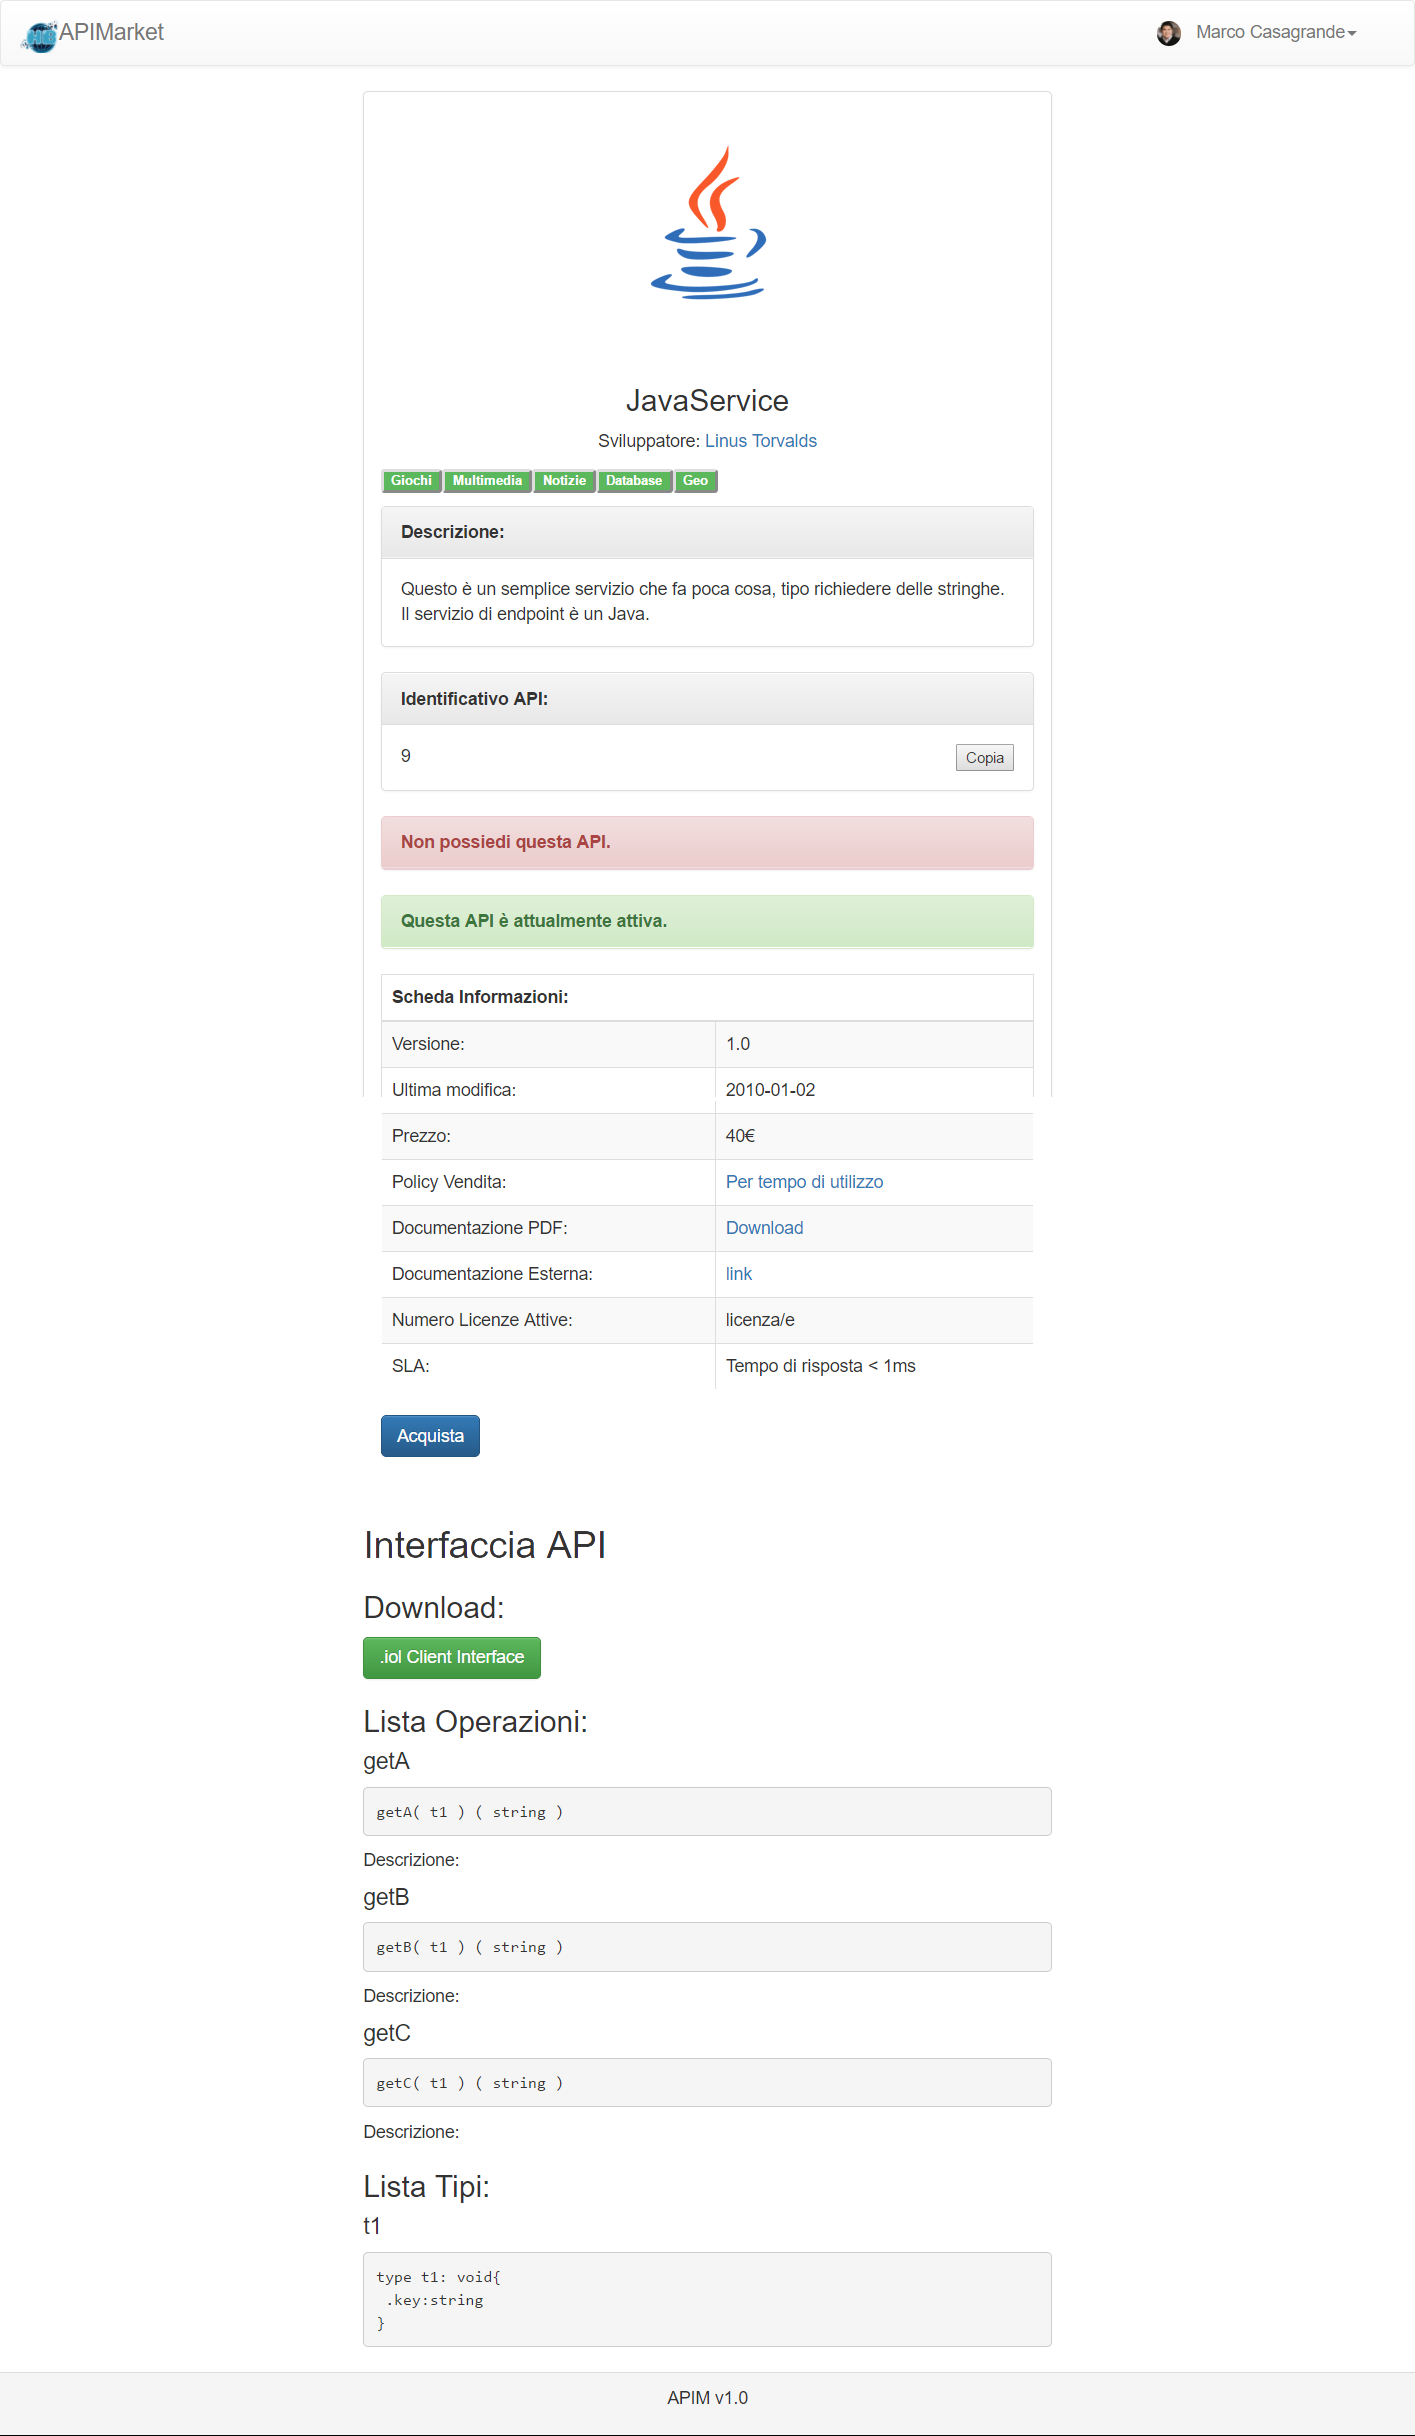 APIMarket
Marco Casagrande
JavaService
Sviluppatore: Linus Torvalds
Giochi Multimedia Notizie Database Geo
Descrizione:
Questo è un semplice servizio che fa poca cosa, tipo richiedere delle stringhe.
Il servizio di endpoint è un Java.
Identificativo API:
9 Copia
Non possiedi questa API.
Questa API è attualmente attiva.
Scheda Informazioni:
Versione: 1.0
Ultima modifica: 2010-01-02
Prezzo: 40€
Policy Vendita: Per tempo di utilizzo
Documentazione PDF: Download
Documentazione Esterna: link
Numero Licenze Attive: licenza/e
SLA: Tempo di risposta < 1ms
Acquista
Interfaccia API
Download:
.iol Client Interface
Lista Operazioni:
getA
getA( t1 ) ( string )
Descrizione:
getB
getB( t1 ) ( string )
Descrizione:
getC
getC( t1 ) ( string )
Descrizione:
Lista Tipi:
t1
type t1: void{
.key:string
}
APIM v1.0